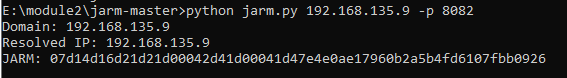 E:\module2\jarm-master>python jarm.py 192.168.135.9 -p 8082
Domain: 192.168.135.9
Resolved IP: 192.168.135.9
JARM: 07d14d16d21d21d00042d41d00041d47e4e0ae17960b2a5b4fd6107fbb0926